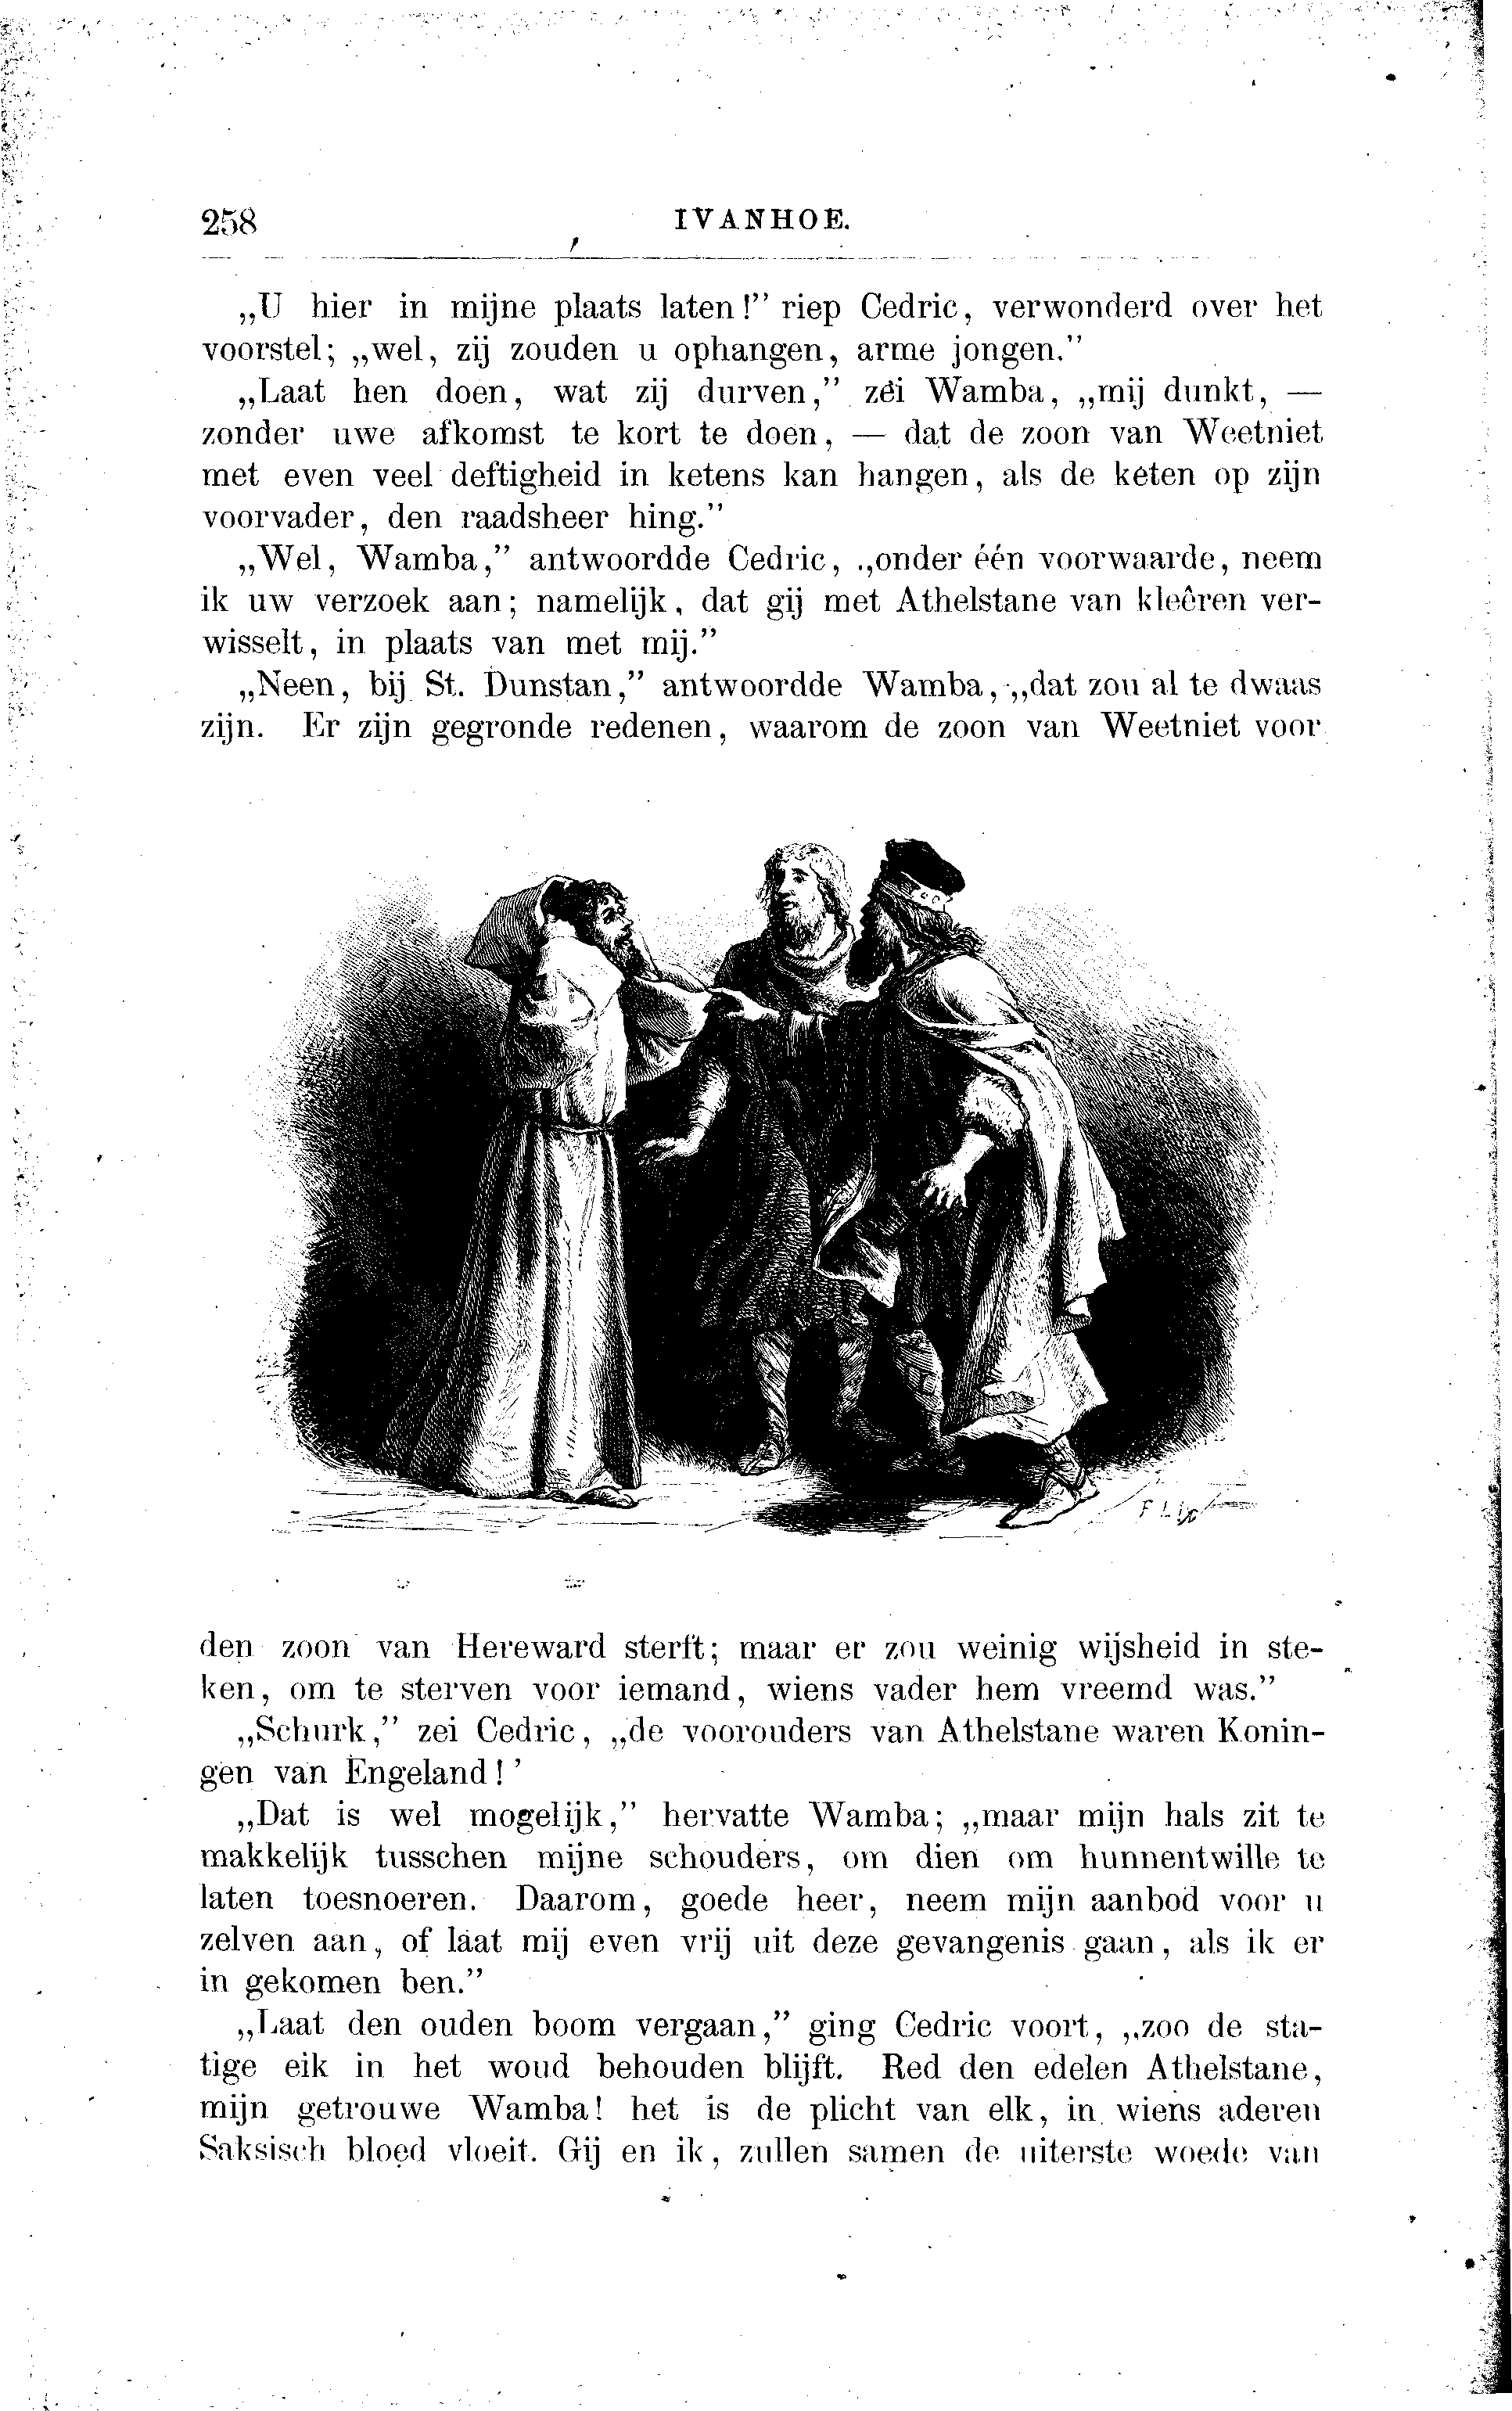 258 IVANHOE.
„U hier in mijne plaats laten!” riep Cedric, verwonderd over het
voorstel; „wel, zij zouden u ophangen, arme jongen.”
„Laat hen doen, wat zij durven,” zei Wamba, „mij dunkt, —
zonder uwe afkomst te kort te doen, — dat de zoon van Weetniet
met even veel deftigheid in ketens kan hangen, als de keten op zijn
voorvader, den raadsheer hing.”
„Wel, Wamba,” antwoordde Cedric, „onder één voorwaarde, neem
ik uw verzoek aan; namelijk, dat gij met Athelstane van kleêren ver-
wisselt, in plaats van met mij.”
„Neen, bij St. Dunstan,” antwoordde Wamba, „dat zou al te dwaas
zijn. Er zijn gegronde redenen, waarom de zoon van Weetniet voor
den zoon van Hereward sterft; maar er zou weinig wijsheid in ste-
ken, om te sterven voor iemand, wiens vader hem vreemd was.”
„Schurk,” zei Cedric, „de voorouders van Athelstane waren Konin-
gen van Engeland!’
„Dat is wel mogelijk,” hervatte Wamba; „maar mijn hals zit te
makkelijk tusschen mijne schouders, om dien om hunnentwille te
laten toesnoeren. Daarom, goede heer, neem mijn aanbod voor u
zelven aan, of laat mij even vrij uit deze gevangenis gaan, als ik er
in gekomen ben.”
„Laat den ouden boom vergaan,” ging Cedric voort, „zoo de sta-
tige eik in het woud behouden blijft. Red den edelen Athelstane,
mijn getrouwe Wamba! het is de plicht van elk, in wiens aderen
Saksisch bloed vloeit. Gij en ik, zullen samen de uiterste woede van